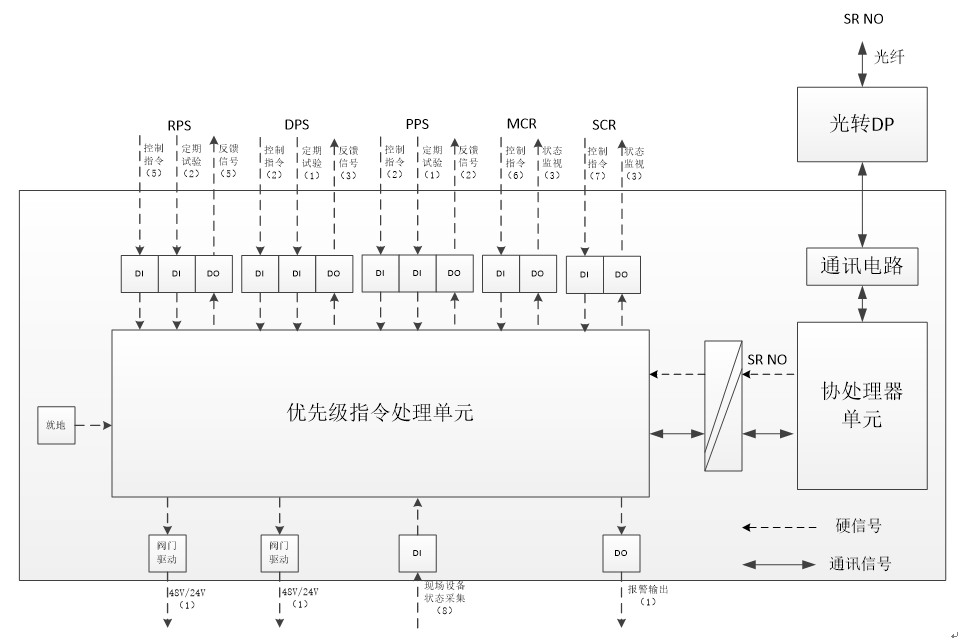 SR NO
光纤
光转DP
RPS
DPS
PPS
MCR
SCR
控制
指令
(5)
定期
试验
(2)
反馈
信号
(5)
控制
指令
(2)
定期
试验
(1)
反馈
信号
(3)
控制
指令
(2)
定期
试验
(1)
反馈
信号
(2)
控制
指令
(6)
状态
监视
(3)
控制
指令
(7)
状态
监视
(3)
DI
DI
DO
DI
DI
DO
DI
DI
DO
DI
DO
DI
DO
通讯电路
SR NO
协处理器
单元
优先级指令处理单元
就地
阀门
驱动
阀门
驱动
DI
DO
硬信号
通讯信号
48V/24V
(1)
48V/24V
(1)
现场设备
状态采集
(8)
报警输出
(1)